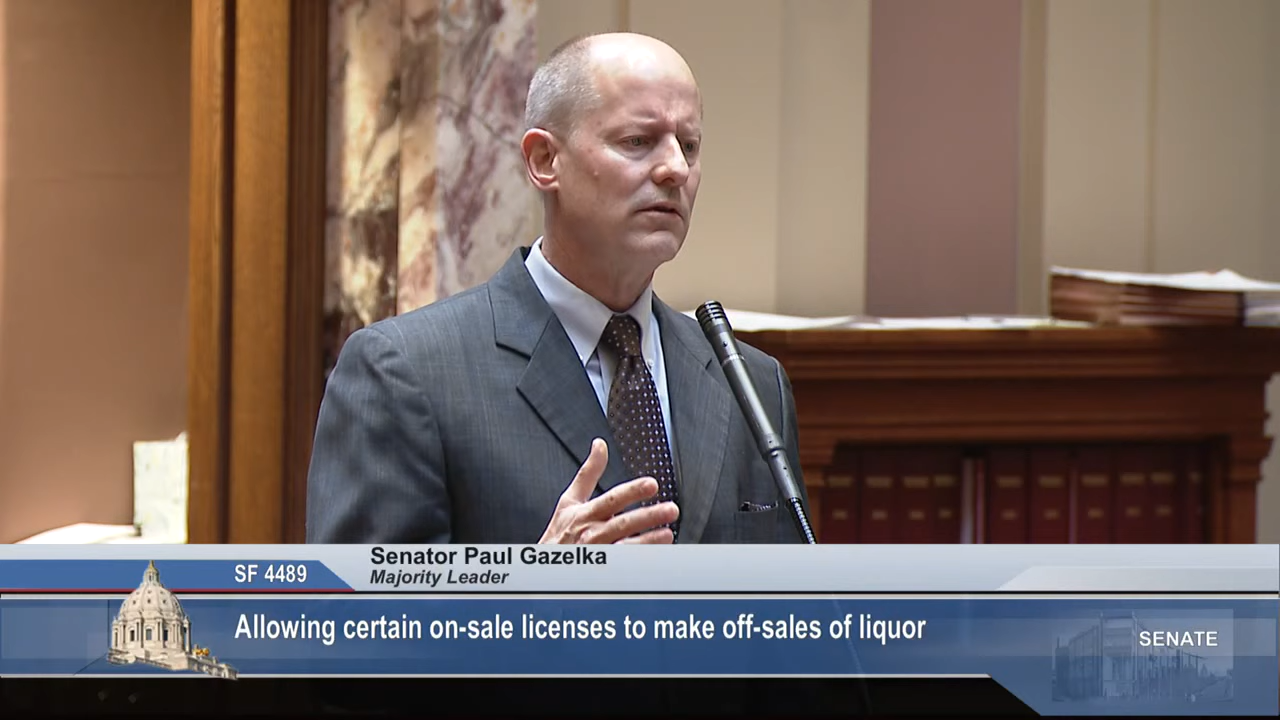 Senator Paul Gazelka
SF 4489
Majority Leader
Allowing certain on-sale licenses to make off-sales of liquor
SENATE